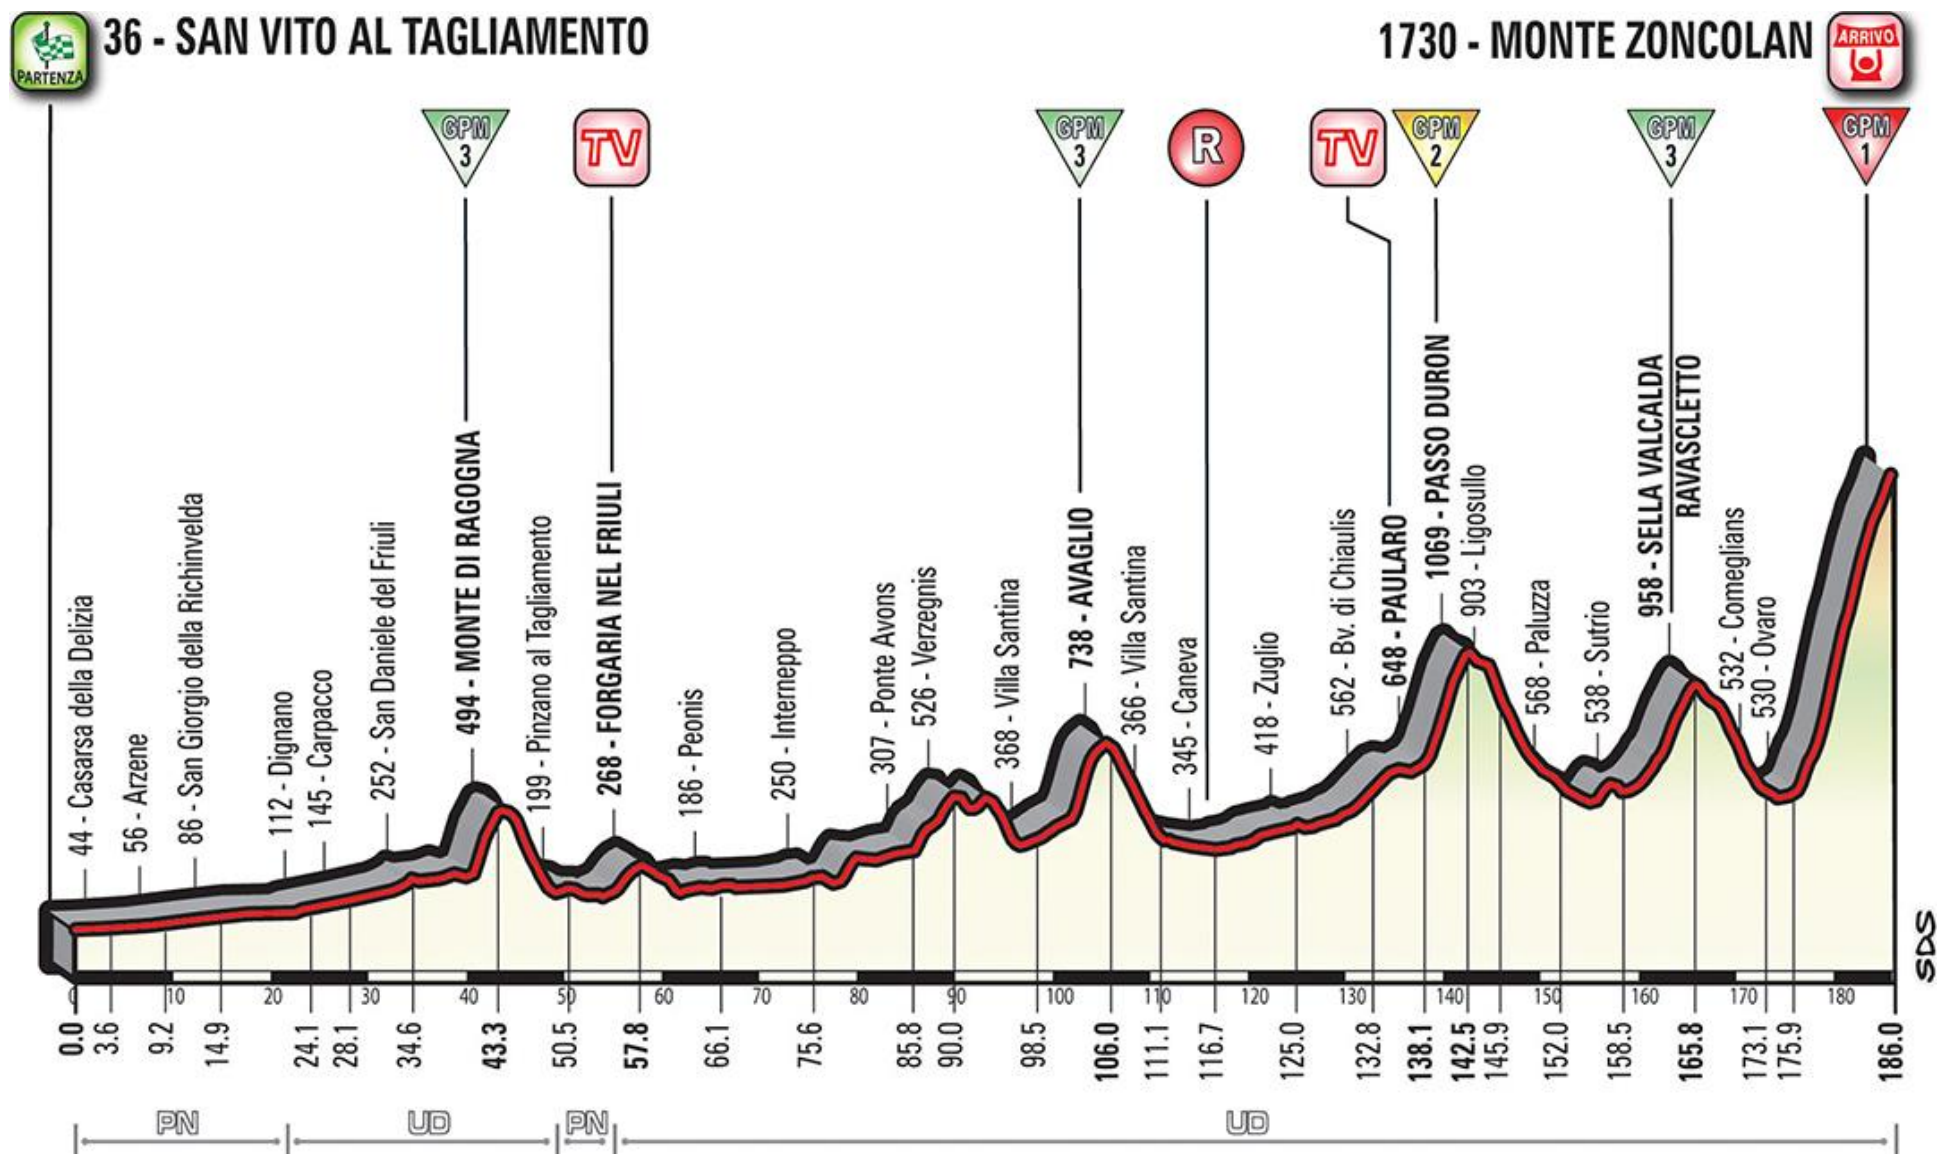 36 - SAN VITO AL TAGLIAMENTO
1730 - MONTE ZONCOLAN
PARTENZA
ARRIVO
GPM
3
TV
GPM
3
R
TV
GPM
2
GPM
3
GPM
1
44 - Casarsa della Delizia
56 - Arzene
86 - San Giorgio della Richinvelda
112 - Dignano
145 - Carpacco
252 - San Daniele del Friuli
494 - MONTE DI RAGOGNA
199 - Pinzano al Tagliamento
268 - FORGARIA NEL FRIULI
186 - Peonis
250 - Interneppo
307 - Ponte Avons
526 - Verzegnis
368 - Villa Santina
738 - AVAGLIO
366 - Villa Santina
345 - Caneva
418 - Zuglio
562 - Bv. di Chiaulis
648 - PAULARO
1069 - PASSO DURON
903 - Ligosullo
568 - Paluzza
538 - Sutrio
958 - SELLA VALCALDA
RAVASCLETTO
532 - Comeglians
530 - Ovaro
SDS
0 10 20 30 40 50 60 70 80 90 100 110 120 130 140 150 160 170 180
0.0 3.6 9.2 14.9 24.1 28.1 34.6 43.3 50.5 57.8 66.1 75.6 85.8 90.0 98.5 106.0 111.1 116.7 125.0 132.8 138.1 142.5 145.9 152.0 158.5 165.8 173.1 175.9 186.0
PN UD PN UD